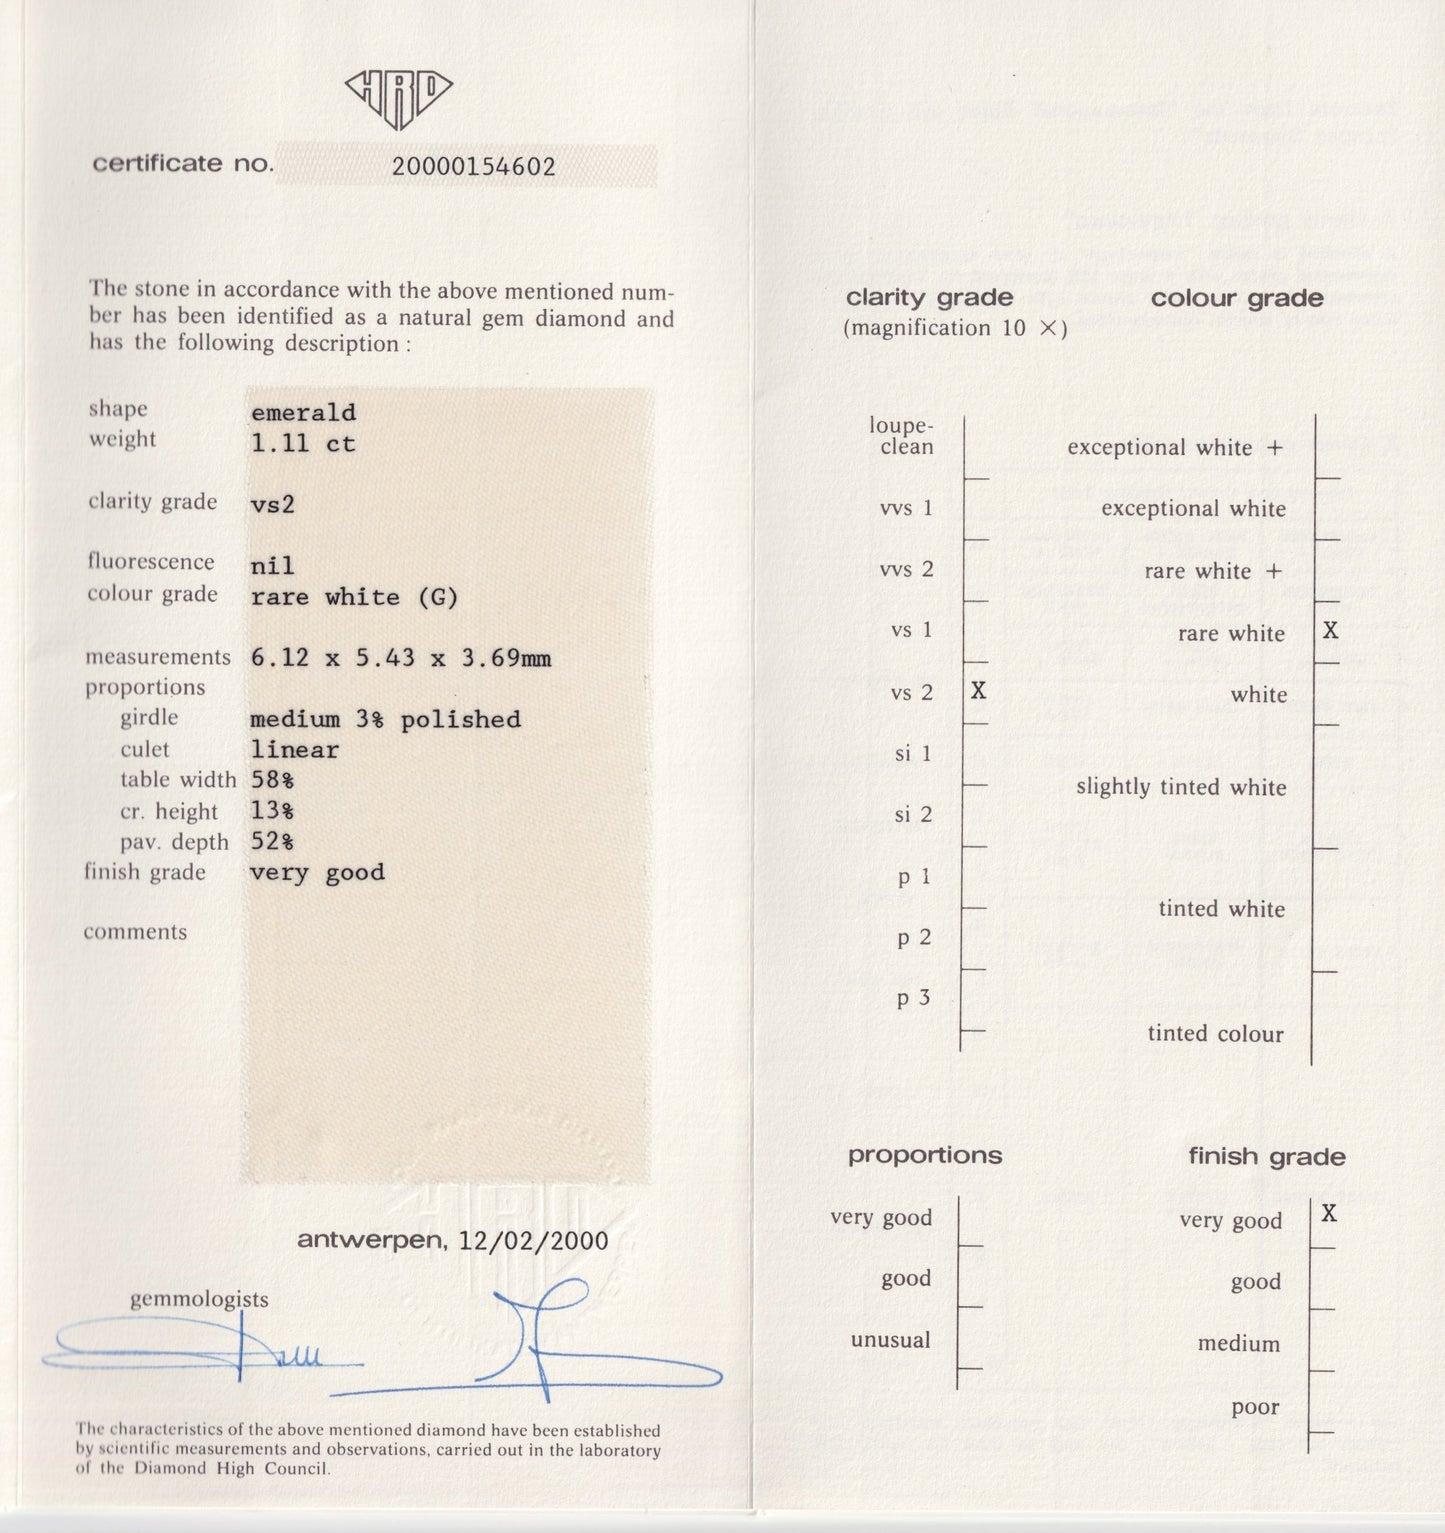 HRD
certificate no. 20000154602
The stone in accordance with the above mentioned num-
ber has been identified as a natural gem diamond and
has the following description :
shape emerald
weight 1.11 ct
clarity grade vs2
fluorescence nil
colour grade rare white (G)
measurements 6.12 x 5.43 x 3.69mm
proportions
girdle medium 3% polished
culet linear
table width 58%
cr. height 13%
pav. depth 52%
finish grade very good
comments
HRD
antwerpen, 12/02/2000
gemmologists
The characteristics of the above mentioned diamond have been established
by scientific measurements and observations, carried out in the laboratory
of the Diamond High Council.
clarity grade
(magnification 10 ×)
loupe-
clean
vvs 1
vvs 2
vs 1
vs 2 X
si 1
si 2
p 1
p 2
p 3
colour grade
exceptional white +
exceptional white
rare white +
rare white X
white
slightly tinted white
tinted white
tinted colour
proportions
very good
good
unusual
finish grade
very good X
good
medium
poor